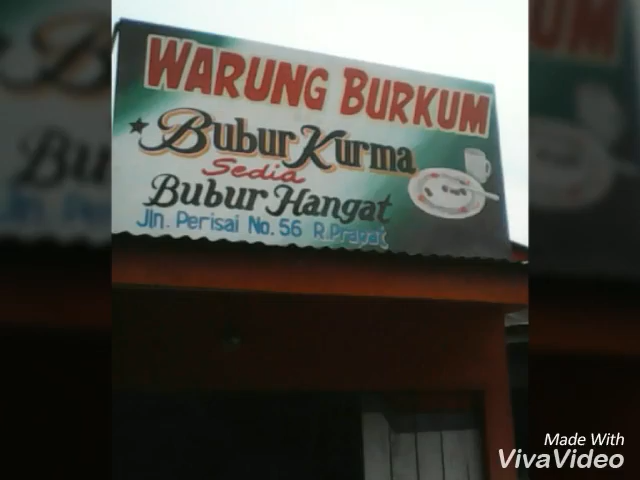 WARUNG BURKUM
Bubur Kurma
Sedia
Bubur Hangat
Jln. Perisai No. 56 R.Prapat
Made With
VivaVideo